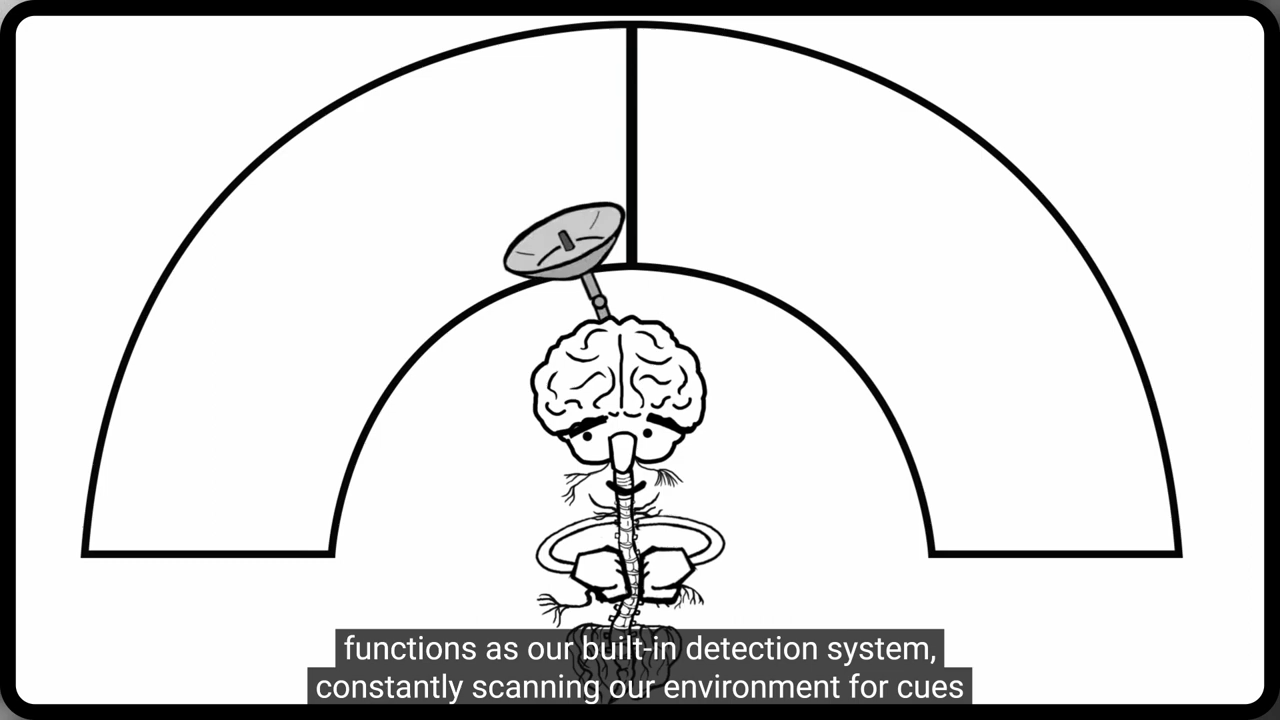 functions as our built-in detection system,
constantly scanning our environment for cues